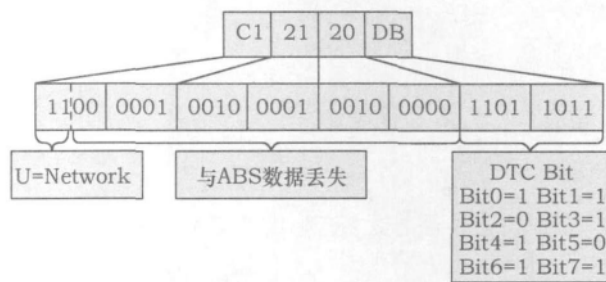 C1 21 20 DB
1100 0001 0010 0001 0010 0000 1101 1011
U=Network
与ABS数据丢失
DTC Bit
Bit0=1 Bit1=1
Bit2=0 Bit3=1
Bit4=1 Bit5=0
Bit6=1 Bit7=1